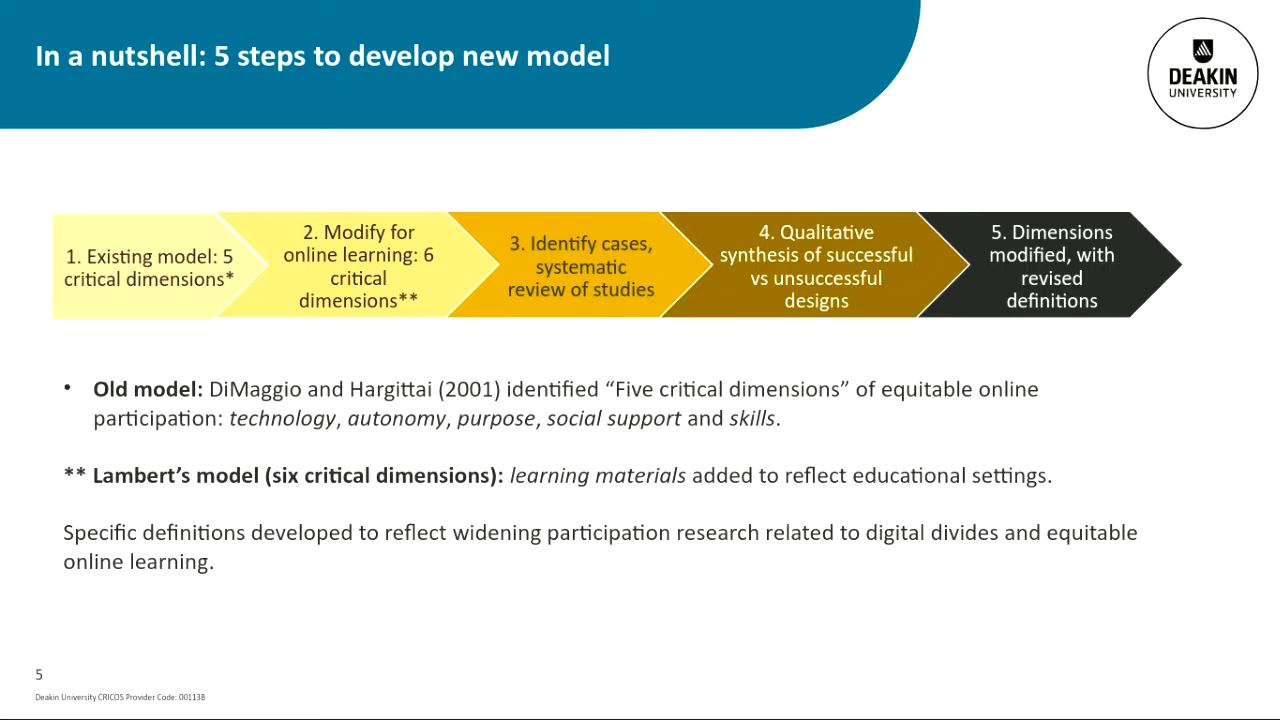 In a nutshell: 5 steps to develop new model
DEAKIN
UNIVERSITY
1. Existing model: 5
critical dimensions*
2. Modify for
online learning: 6
critical
dimensions**
3. Identify cases,
systematic
review of studies
4. Qualitative
synthesis of successful
vs unsuccessful
designs
5. Dimensions
modified, with
revised
definitions
• Old model: DiMaggio and Hargittai (2001) identified “Five critical dimensions” of equitable online
participation: technology, autonomy, purpose, social support and skills.
** Lambert’s model (six critical dimensions): learning materials added to reflect educational settings.
Specific definitions developed to reflect widening participation research related to digital divides and equitable
online learning.
5
Deakin University CRICOS Provider Code: 00113B